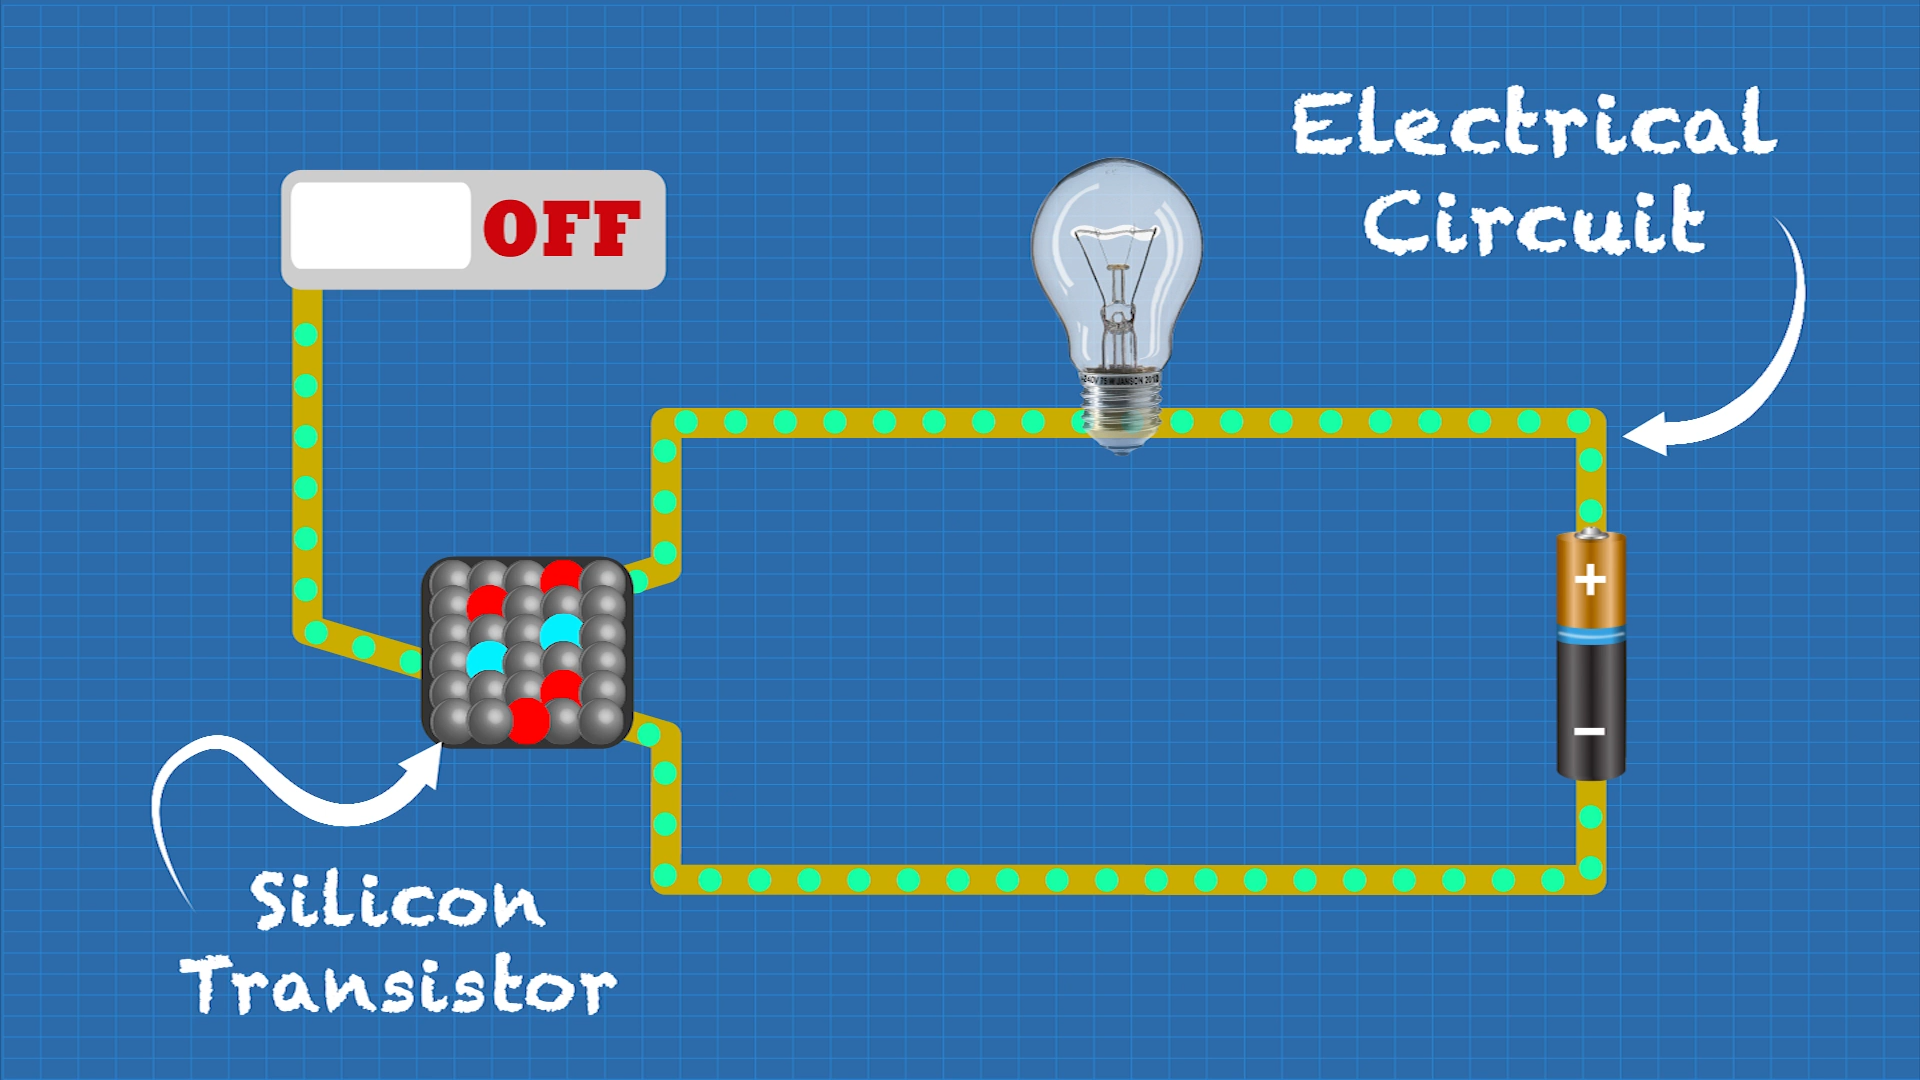 Electrical
Circuit
OFF
+
−
Silicon
Transistor